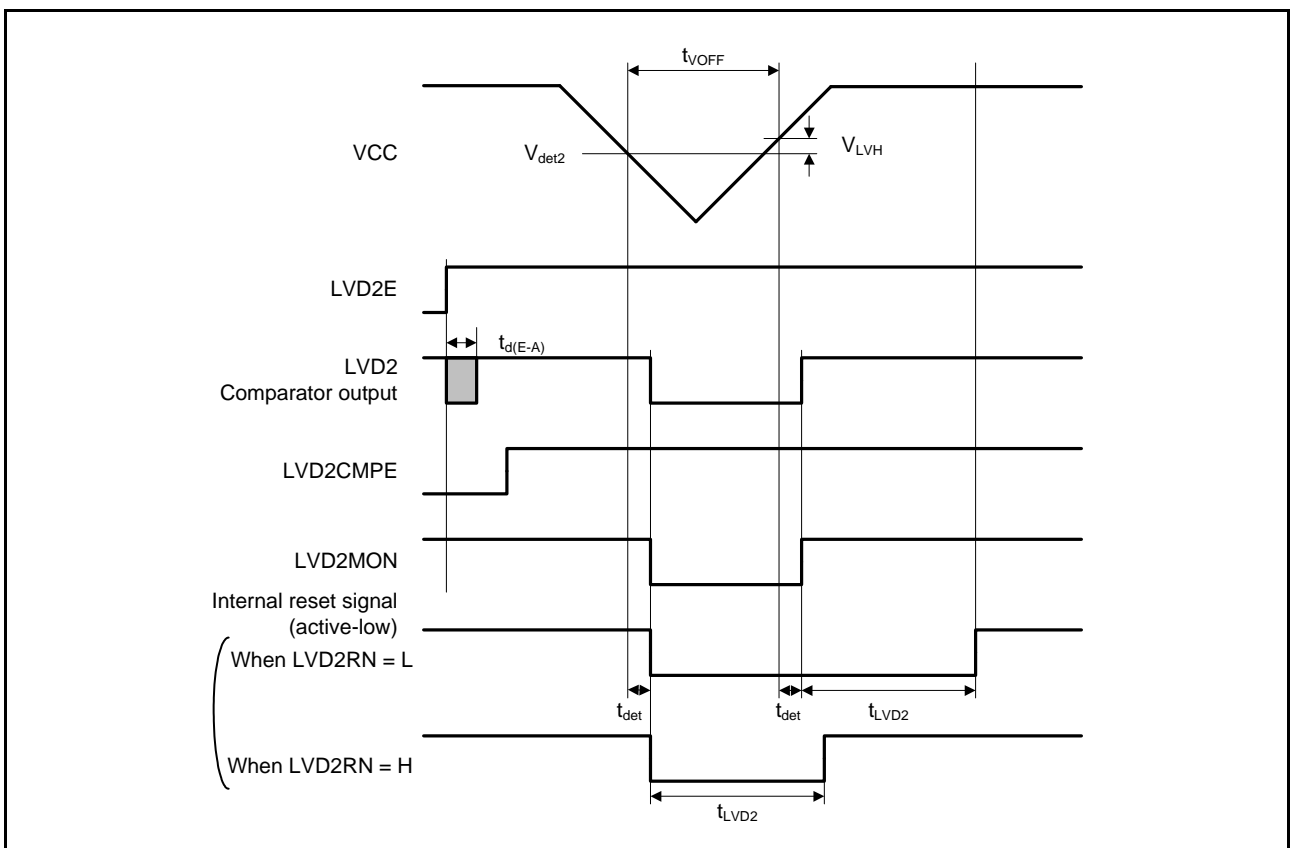 tVOFF
VCC
Vdet2
VLVH
LVD2E
td(E-A)
LVD2
Comparator output
LVD2CMPE
LVD2MON
Internal reset signal
(active-low)
When LVD2RN = L
tdet
tdet
tLVD2
When LVD2RN = H
tLVD2